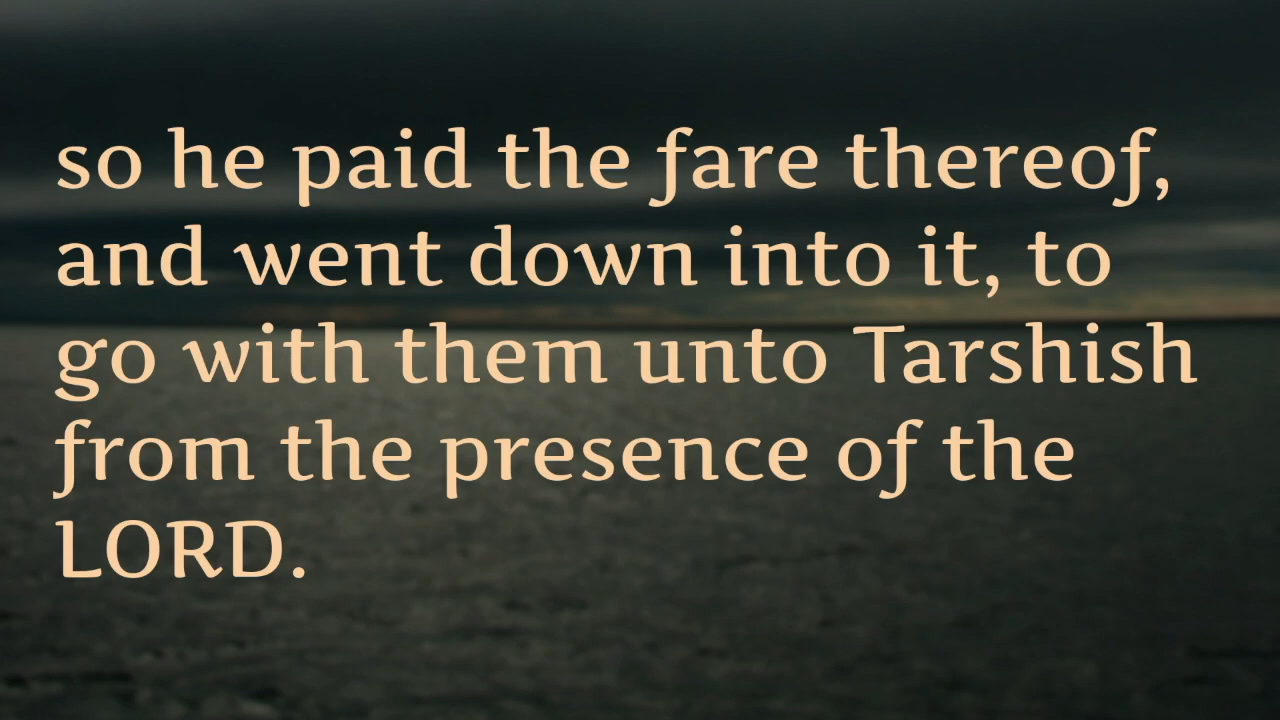 so he paid the fare thereof,
and went down into it, to
go with them unto Tarshish
from the presence of the
LORD.